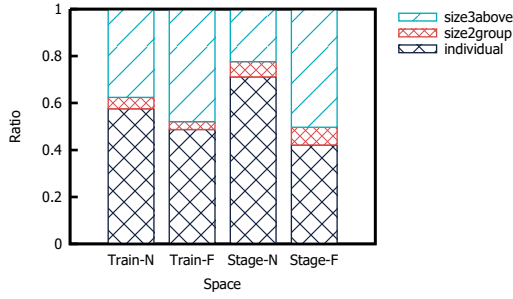 1
0.8
0.6
0.4
0.2
0
Ratio
Train-N Train-F Stage-N Stage-F
Space
size3above
size2group
individual